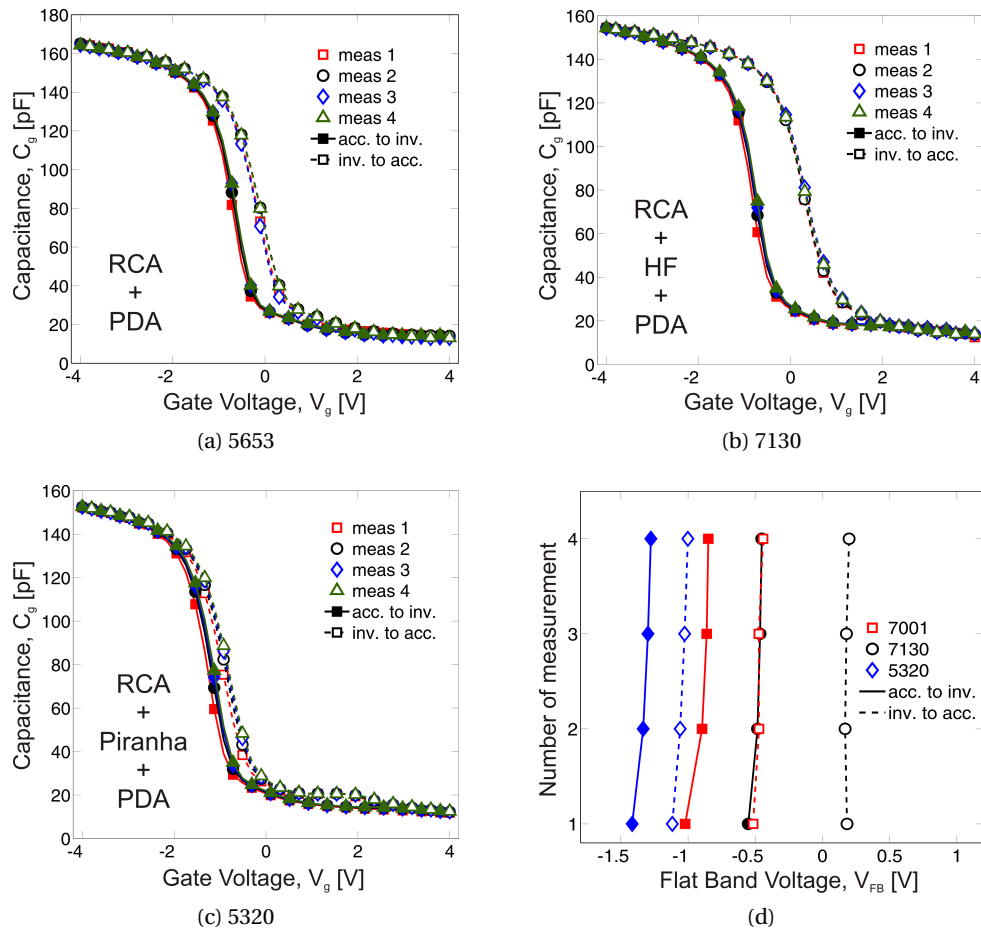 180
160
140
120
100
80
60
40
20
0
-4
-2
0
2
4
Capacitance, Cg [pF]
Gate Voltage, Vg [V]
meas 1
meas 2
meas 3
meas 4
acc. to inv.
inv. to acc.
RCA
+
PDA
(a) 5653
160
140
120
100
80
60
40
20
0
-4
-2
0
2
4
Capacitance, Cg [pF]
Gate Voltage, Vg [V]
meas 1
meas 2
meas 3
meas 4
acc. to inv.
inv. to acc.
RCA
+
HF
+
PDA
(b) 7130
160
140
120
100
80
60
40
20
0
-4
-2
0
2
4
Capacitance, Cg [pF]
Gate Voltage, Vg [V]
meas 1
meas 2
meas 3
meas 4
acc. to inv.
inv. to acc.
RCA
+
Piranha
+
PDA
(c) 5320
4
3
2
1
-1.5
-1
-0.5
0
0.5
1
Number of measurement
Flat Band Voltage, VFB [V]
7001
7130
5320
acc. to inv.
inv. to acc.
(d)